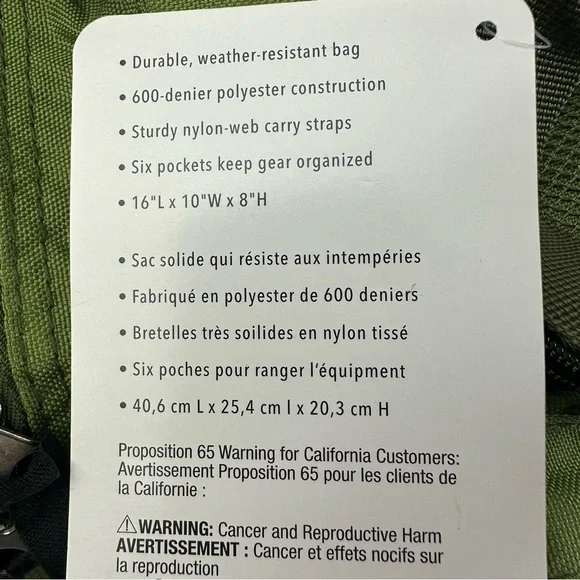 • Durable, weather-resistant bag
• 600-denier polyester construction
• Sturdy nylon-web carry straps
• Six pockets keep gear organized
• 16"L x 10"W x 8"H
• Sac solide qui résiste aux intempéries
• Fabriqué en polyester de 600 deniers
• Bretelles très soilides en nylon tissé
• Six poches pour ranger l'équipment
• 40,6 cm L x 25,4 cm l x 20,3 cm H
Proposition 65 Warning for California Customers:
Avertissement Proposition 65 pour les clients de
la Californie :
⚠WARNING: Cancer and Reproductive Harm
AVERTISSEMENT : Cancer et effets nocifs sur
la reproduction